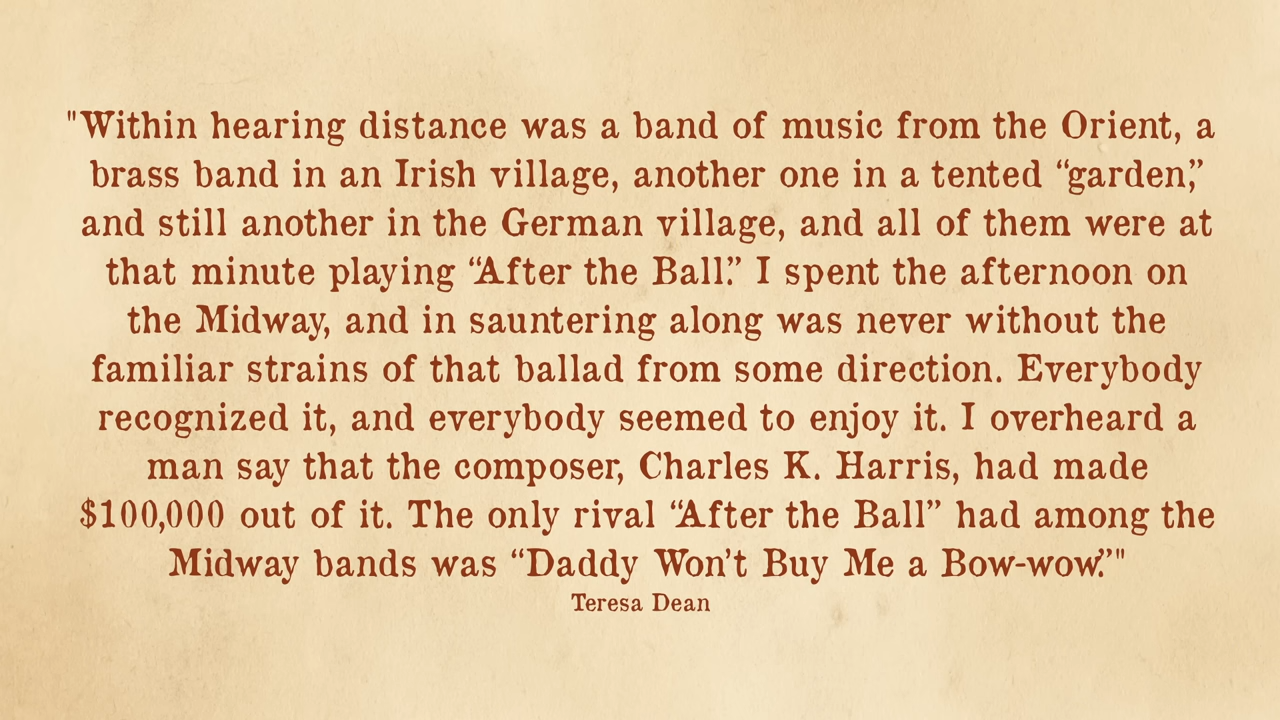 "Within hearing distance was a band of music from the Orient, a
brass band in an Irish village, another one in a tented “garden,”
and still another in the German village, and all of them were at
that minute playing “After the Ball.” I spent the afternoon on
the Midway, and in sauntering along was never without the
familiar strains of that ballad from some direction. Everybody
recognized it, and everybody seemed to enjoy it. I overheard a
man say that the composer, Charles K. Harris, had made
$100,000 out of it. The only rival “After the Ball” had among the
Midway bands was “Daddy Won’t Buy Me a Bow-wow.”"
Teresa Dean